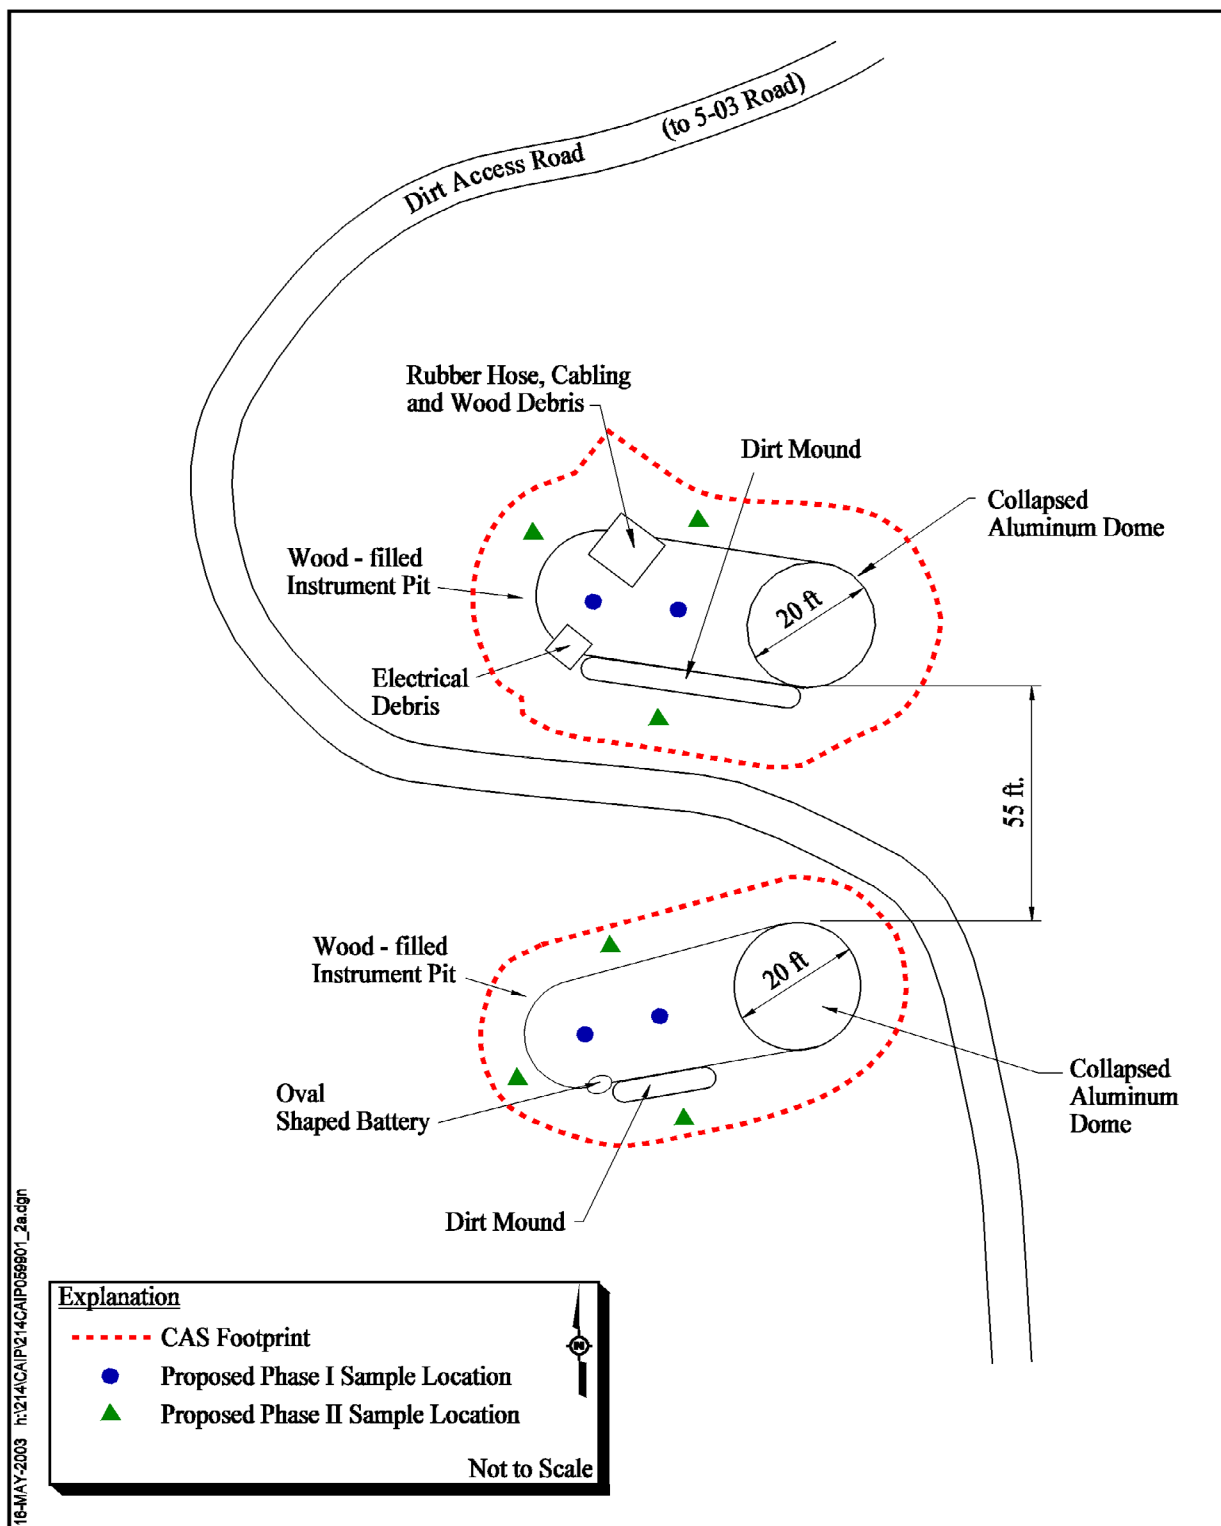 Dirt Access Road (to 5-03 Road)
Rubber Hose, Cabling
and Wood Debris
Dirt Mound
Collapsed
Aluminum Dome
Wood - filled
Instrument Pit
20 ft
Electrical
Debris
55 ft.
Wood - filled
Instrument Pit
20 ft
Collapsed
Aluminum
Dome
Oval
Shaped Battery
Dirt Mound
Explanation
CAS Footprint
N
Proposed Phase I Sample Location
Proposed Phase II Sample Location
Not to Scale
16-MAY-2003 h:\214\CAIP\214CAIP059901_2a.dgn